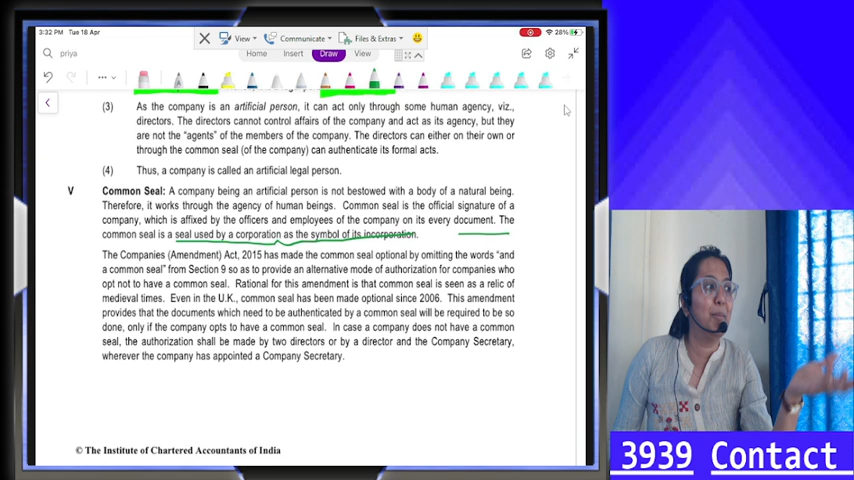 3:32 PM Tue 18 Apr
28%
View
Communicate
Files & Extras
priya
Home Insert Draw View
(3) As the company is an artificial person, it can act only through some human agency, viz.,
directors. The directors cannot control affairs of the company and act as its agency, but they
are not the “agents” of the members of the company. The directors can either on their own or
through the common seal (of the company) can authenticate its formal acts.
(4) Thus, a company is called an artificial legal person.
V Common Seal: A company being an artificial person is not bestowed with a body of a natural being.
Therefore, it works through the agency of human beings. Common seal is the official signature of a
company, which is affixed by the officers and employees of the company on its every document. The
common seal is a seal used by a corporation as the symbol of its incorporation.
The Companies (Amendment) Act, 2015 has made the common seal optional by omitting the words “and
a common seal” from Section 9 so as to provide an alternative mode of authorization for companies who
opt not to have a common seal. Rational for this amendment is that common seal is seen as a relic of
medieval times. Even in the U.K., common seal has been made optional since 2006. This amendment
provides that the documents which need to be authenticated by a common seal will be required to be so
done, only if the company opts to have a common seal. In case a company does not have a common
seal, the authorization shall be made by two directors or by a director and the Company Secretary,
wherever the company has appointed a Company Secretary.
© The Institute of Chartered Accountants of India
3939 Contact